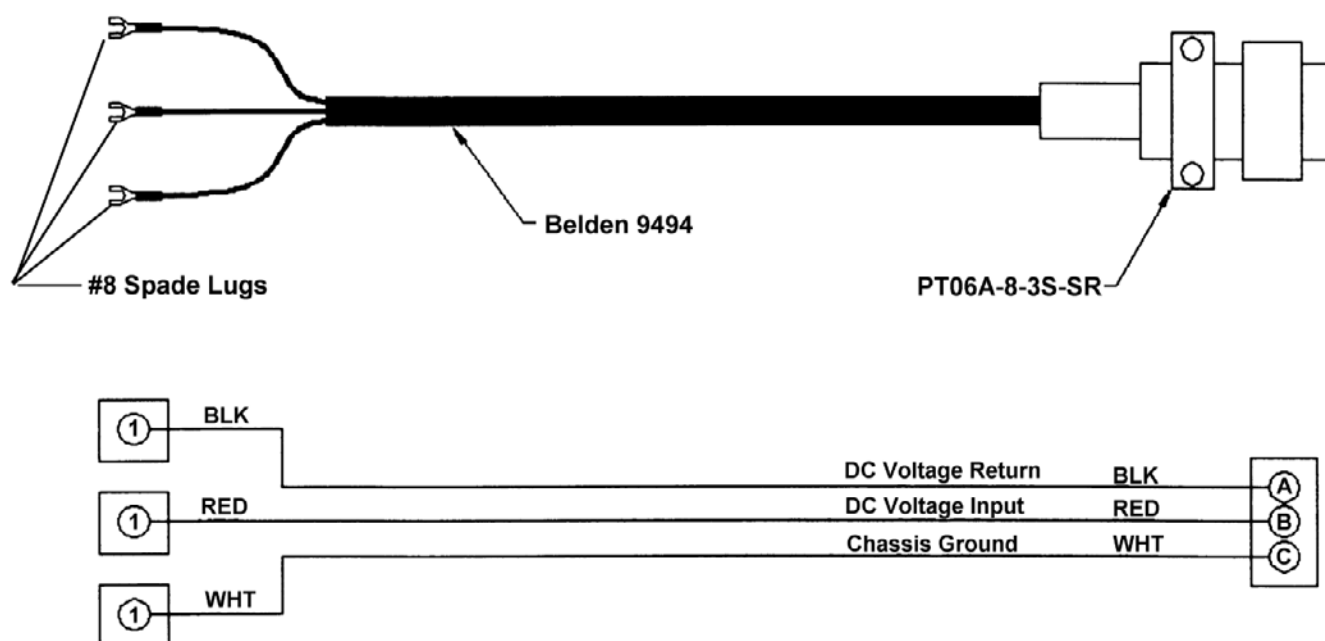 Belden 9494
#8 Spade Lugs
PT06A-8-3S-SR
1 BLK
DC Voltage Return BLK A
1 RED
DC Voltage Input RED B
Chassis Ground WHT C
1 WHT